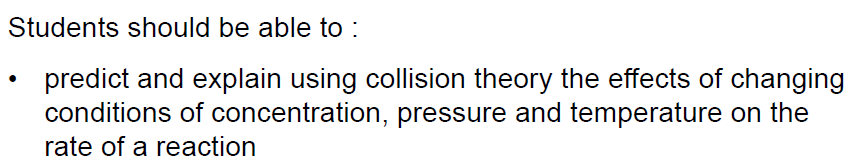 Students should be able to :
• predict and explain using collision theory the effects of changing
conditions of concentration, pressure and temperature on the
rate of a reaction